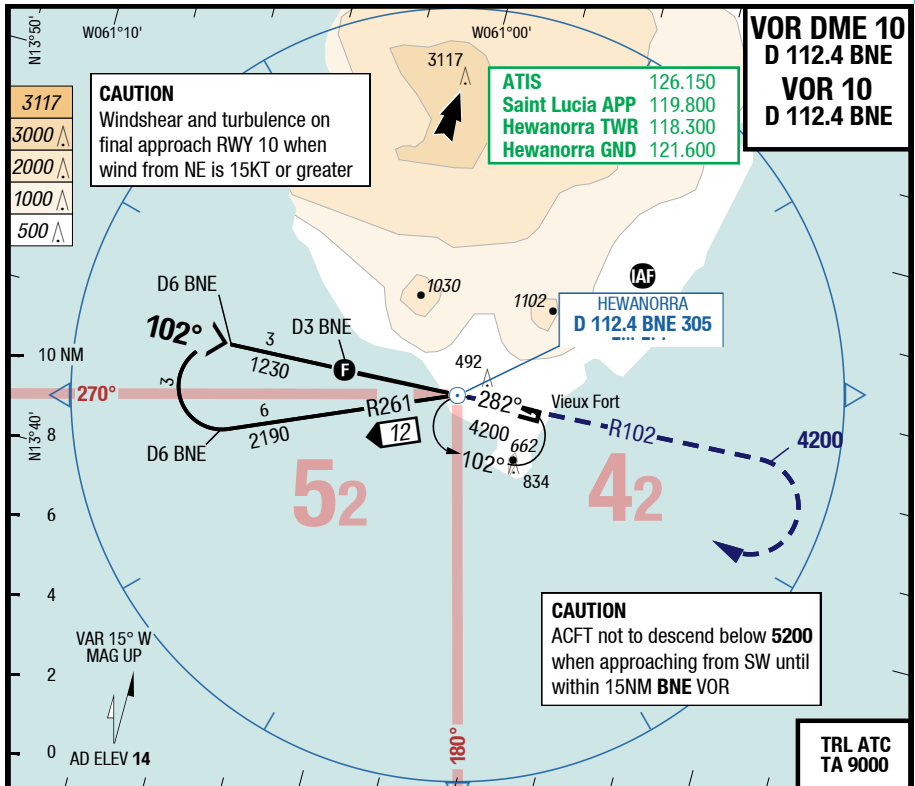 N13°50'
W061°10'
W061°00'
VOR DME 10
D 112.4 BNE
VOR 10
D 112.4 BNE
3117
ATIS 126.150
Saint Lucia APP 119.800
Hewanorra TWR 118.300
Hewanorra GND 121.600
CAUTION
Windshear and turbulence on
final approach RWY 10 when
wind from NE is 15KT or greater
3117
3000
2000
1000
500
IAF
HEWANORRA
D 112.4 BNE 305
1030
1102
D6 BNE
102°
3
1230
D3 BNE
F
10 NM
492
270°
3
6
2190
R261
12
282°
Vieux Fort
R102
4200
4200
662
102°
834
D6 BNE
N13°40'
8
52
42
6
4
2
0
CAUTION
ACFT not to descend below 5200
when approaching from SW until
within 15NM BNE VOR
VAR 15° W
MAG UP
AD ELEV 14
180°
TRL ATC
TA 9000